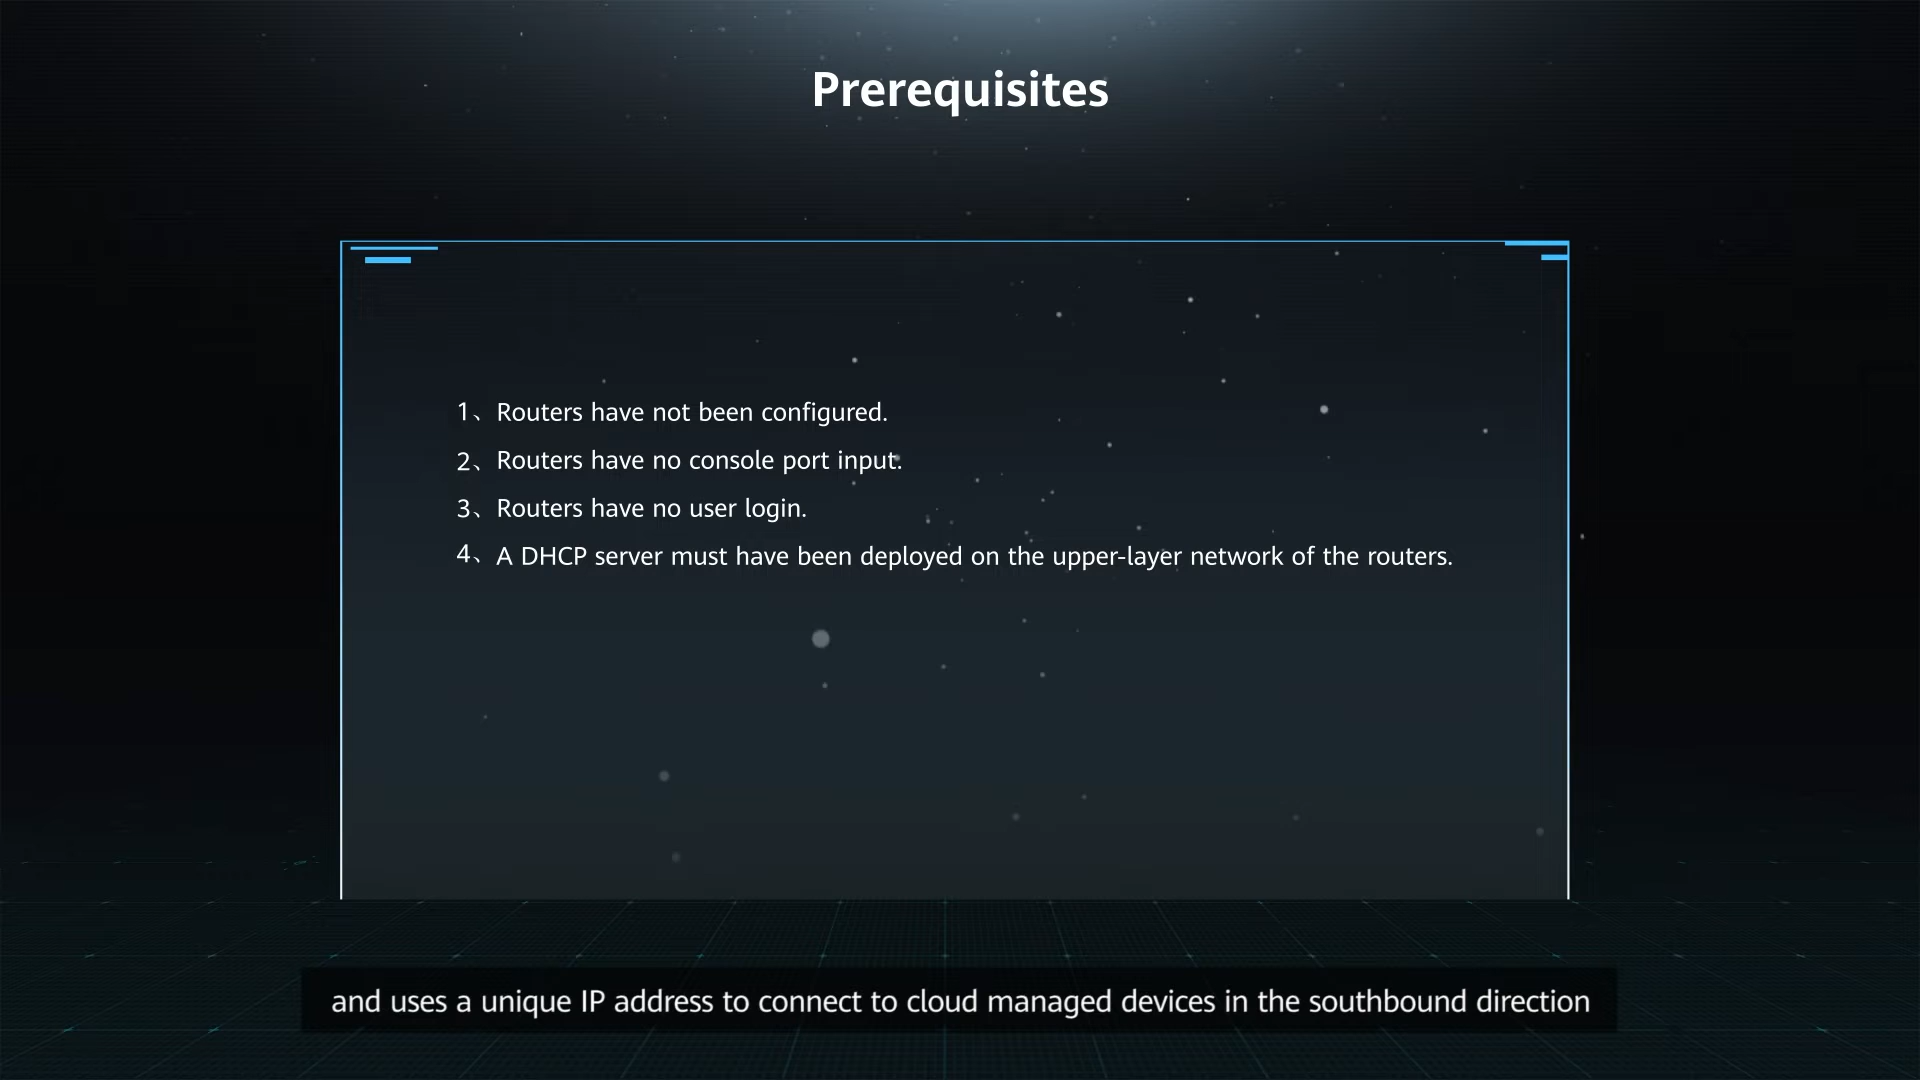 Prerequisites
1、Routers have not been configured.
2、Routers have no console port input.
3、Routers have no user login.
4、A DHCP server must have been deployed on the upper-layer network of the routers.
and uses a unique IP address to connect to cloud managed devices in the southbound direction